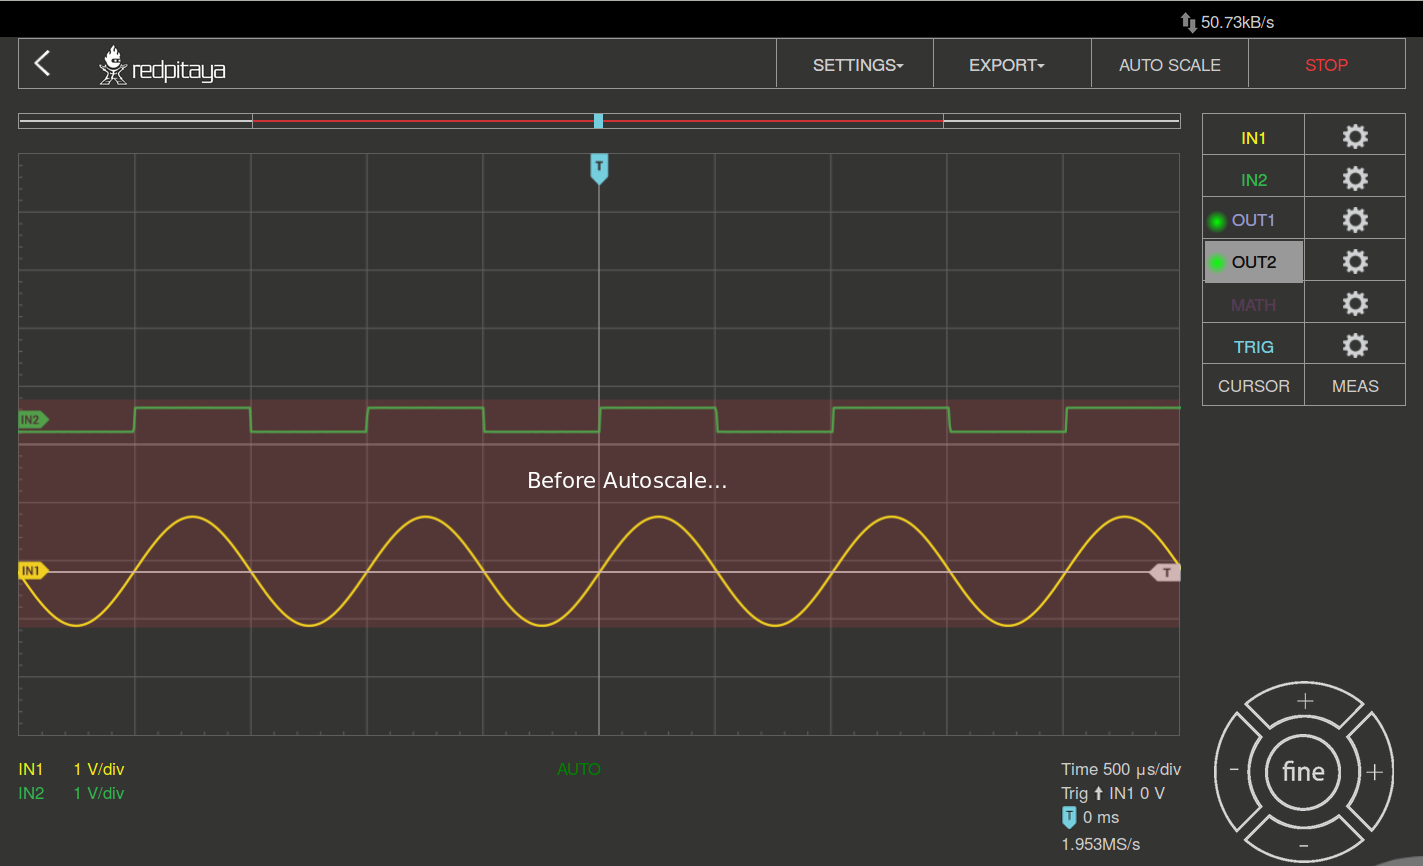 50.73kB/s
redpitaya
SETTINGS
EXPORT
AUTO SCALE
STOP
T
IN1
IN2
OUT1
OUT2
MATH
TRIG
CURSOR
MEAS
IN2
Before Autoscale...
IN1
T
IN1 1 V/div
IN2 1 V/div
AUTO
Time 500 µs/div
Trig IN1 0 V
T 0 ms
1.953MS/s
+
-
fine
+
-